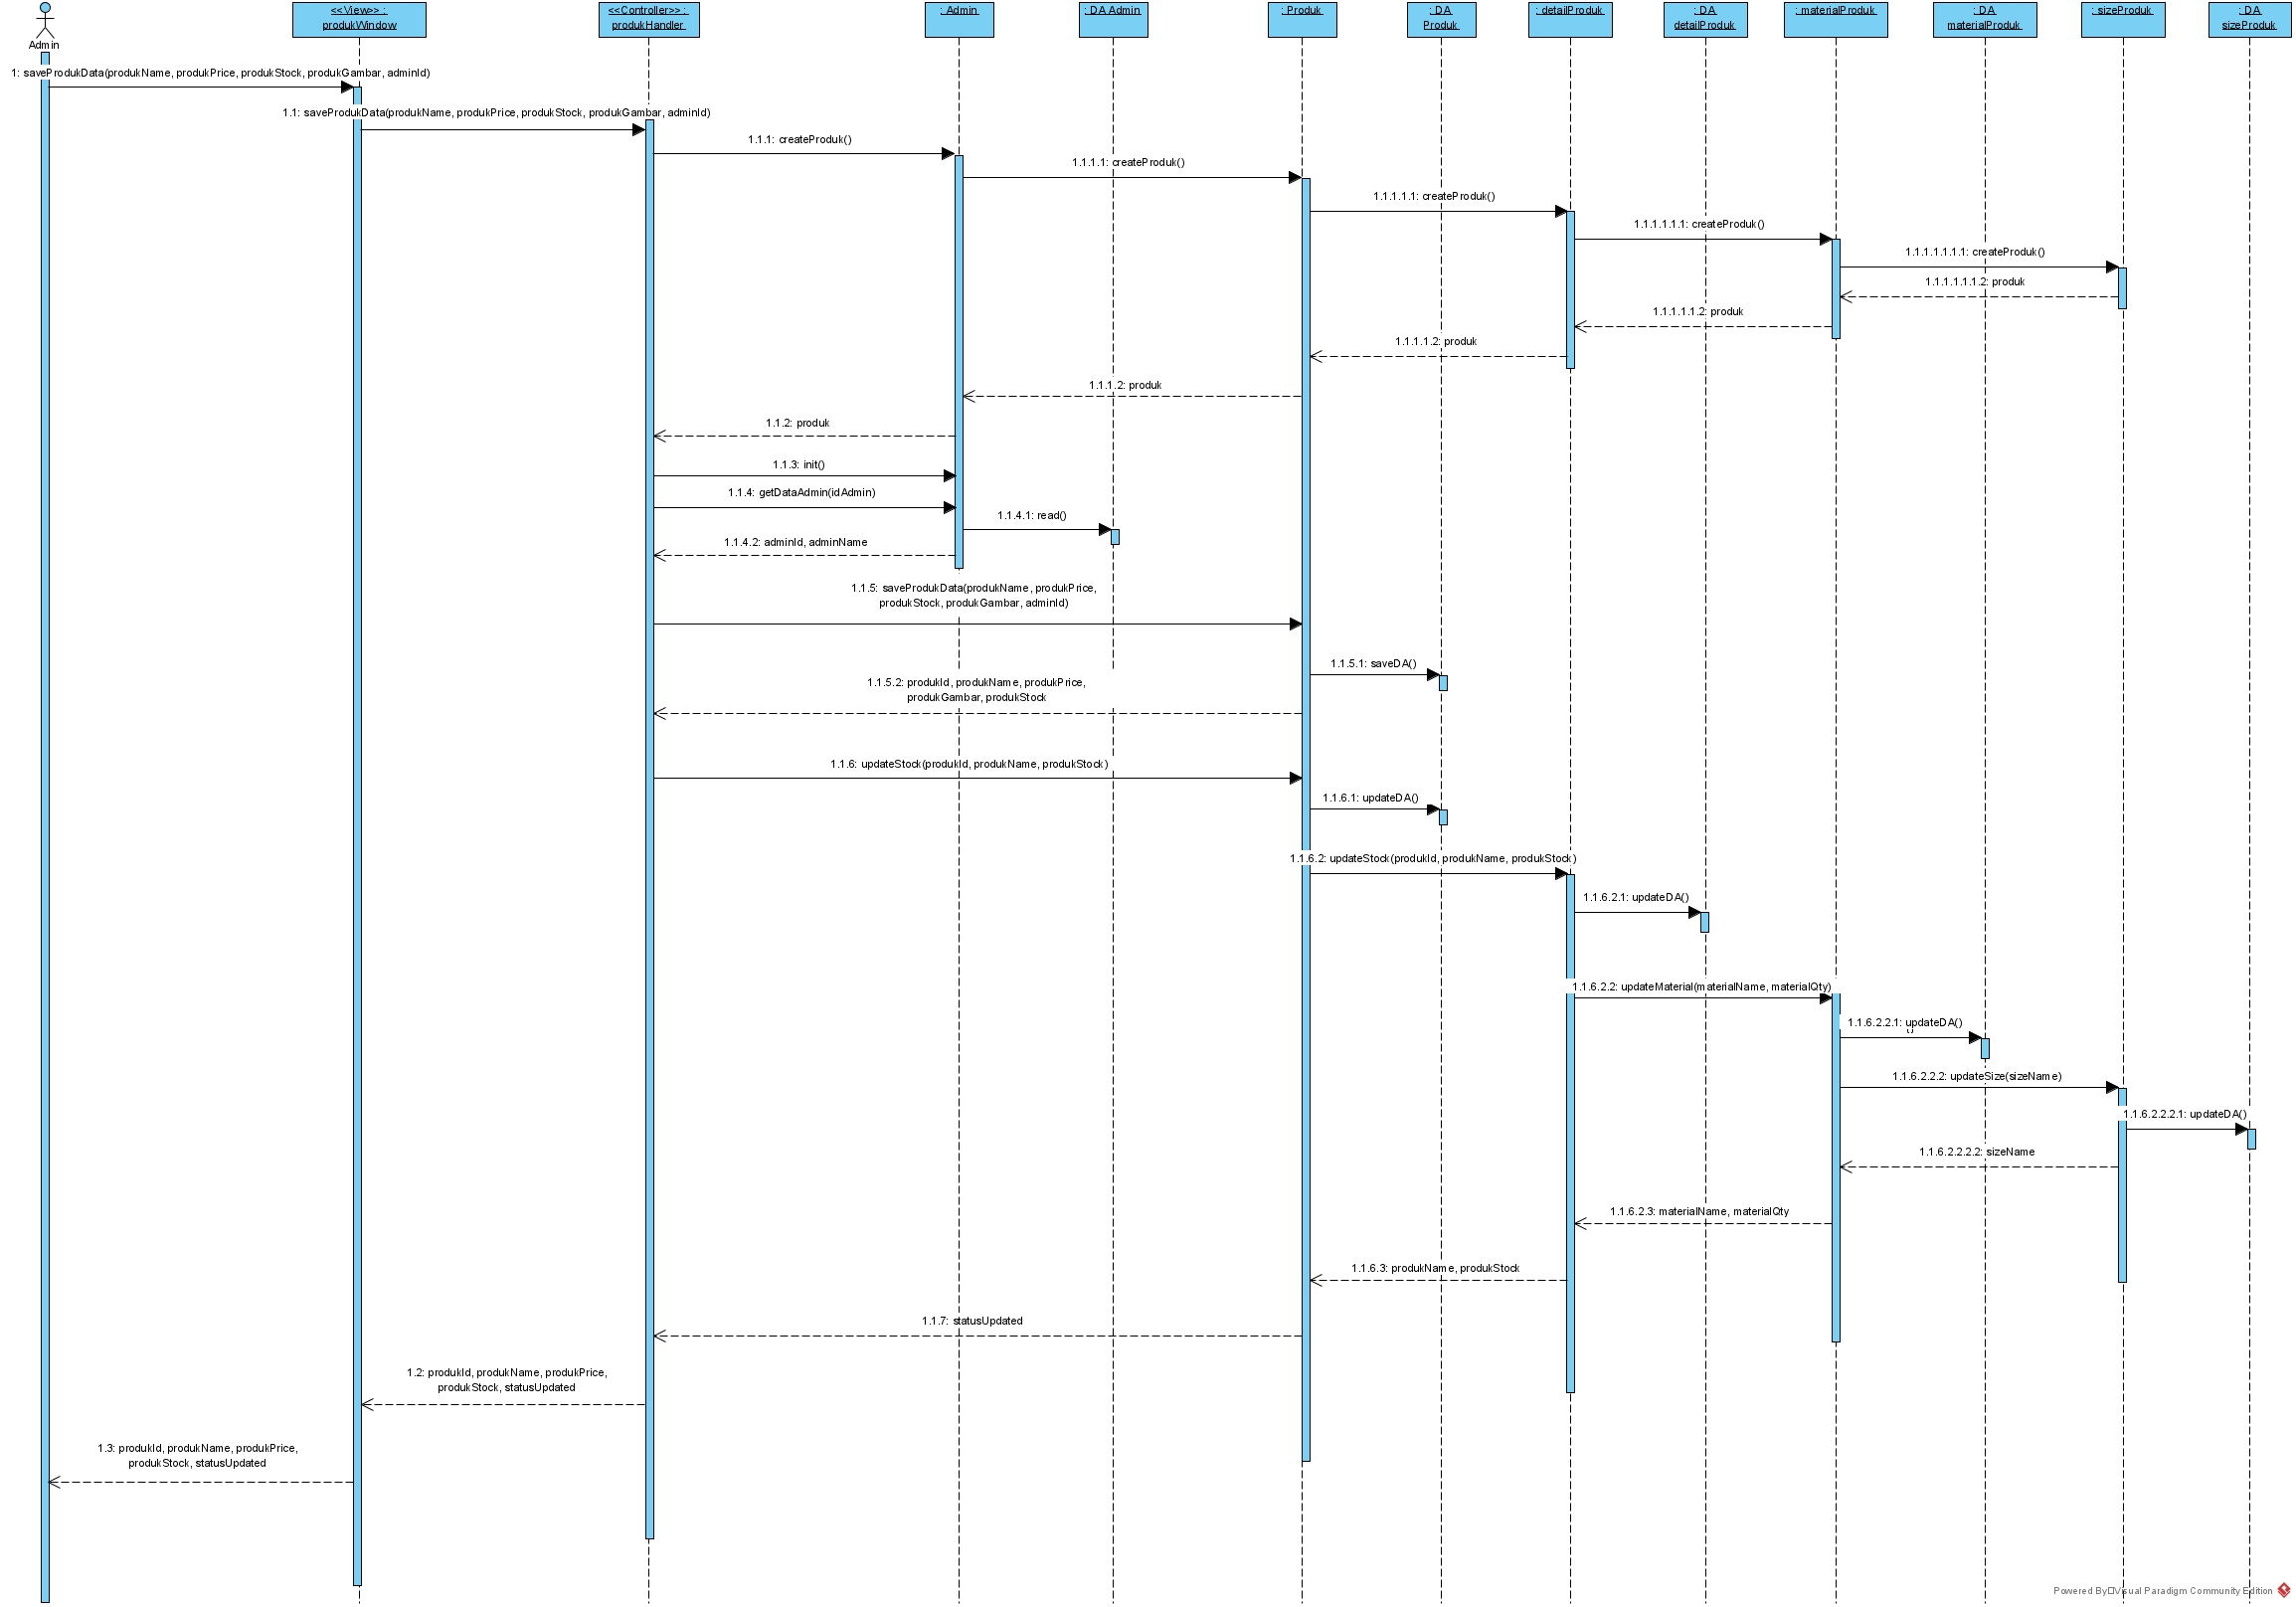 <<View>> :
produkWindow
<<Controller>> :
produkHandler
: Admin
: DA Admin
: Produk
: DA
Produk
: detailProduk
: DA
detailProduk
: materialProduk
: DA
materialProduk
: sizeProduk
: DA
sizeProduk
Admin
1: saveProdukData(produkName, produkPrice, produkStock, produkGambar, adminId)
1.1: saveProdukData(produkName, produkPrice, produkStock, produkGambar, adminId)
1.1.1: createProduk()
1.1.1.1: createProduk()
1.1.1.1.1: createProduk()
1.1.1.1.1.1: createProduk()
1.1.1.1.1.1.1: createProduk()
1.1.1.1.1.1.2: produk
1.1.1.1.1.2: produk
1.1.1.1.2: produk
1.1.1.2: produk
1.1.2: produk
1.1.3: init()
1.1.4: getDataAdmin(idAdmin)
1.1.4.1: read()
1.1.4.2: adminId, adminName
1.1.5: saveProdukData(produkName, produkPrice,
produkStock, produkGambar, adminId)
1.1.5.1: saveDA()
1.1.5.2: produkId, produkName, produkPrice,
produkGambar, produkStock
1.1.6: updateStock(produkId, produkName, produkStock)
1.1.6.1: updateDA()
1.1.6.2: updateStock(produkId, produkName, produkStock)
1.1.6.2.1: updateDA()
1.1.6.2.2: updateMaterial(materialName, materialQty)
1.1.6.2.2.1: updateDA()
()
1.1.6.2.2.2: updateSize(sizeName)
1.1.6.2.2.2.1: updateDA()
1.1.6.2.2.2.2: sizeName
1.1.6.2.3: materialName, materialQty
1.1.6.3: produkName, produkStock
1.1.7: statusUpdated
1.2: produkId, produkName, produkPrice,
produkStock, statusUpdated
1.3: produkId, produkName, produkPrice,
produkStock, statusUpdated
Powered By Visual Paradigm Community Edition